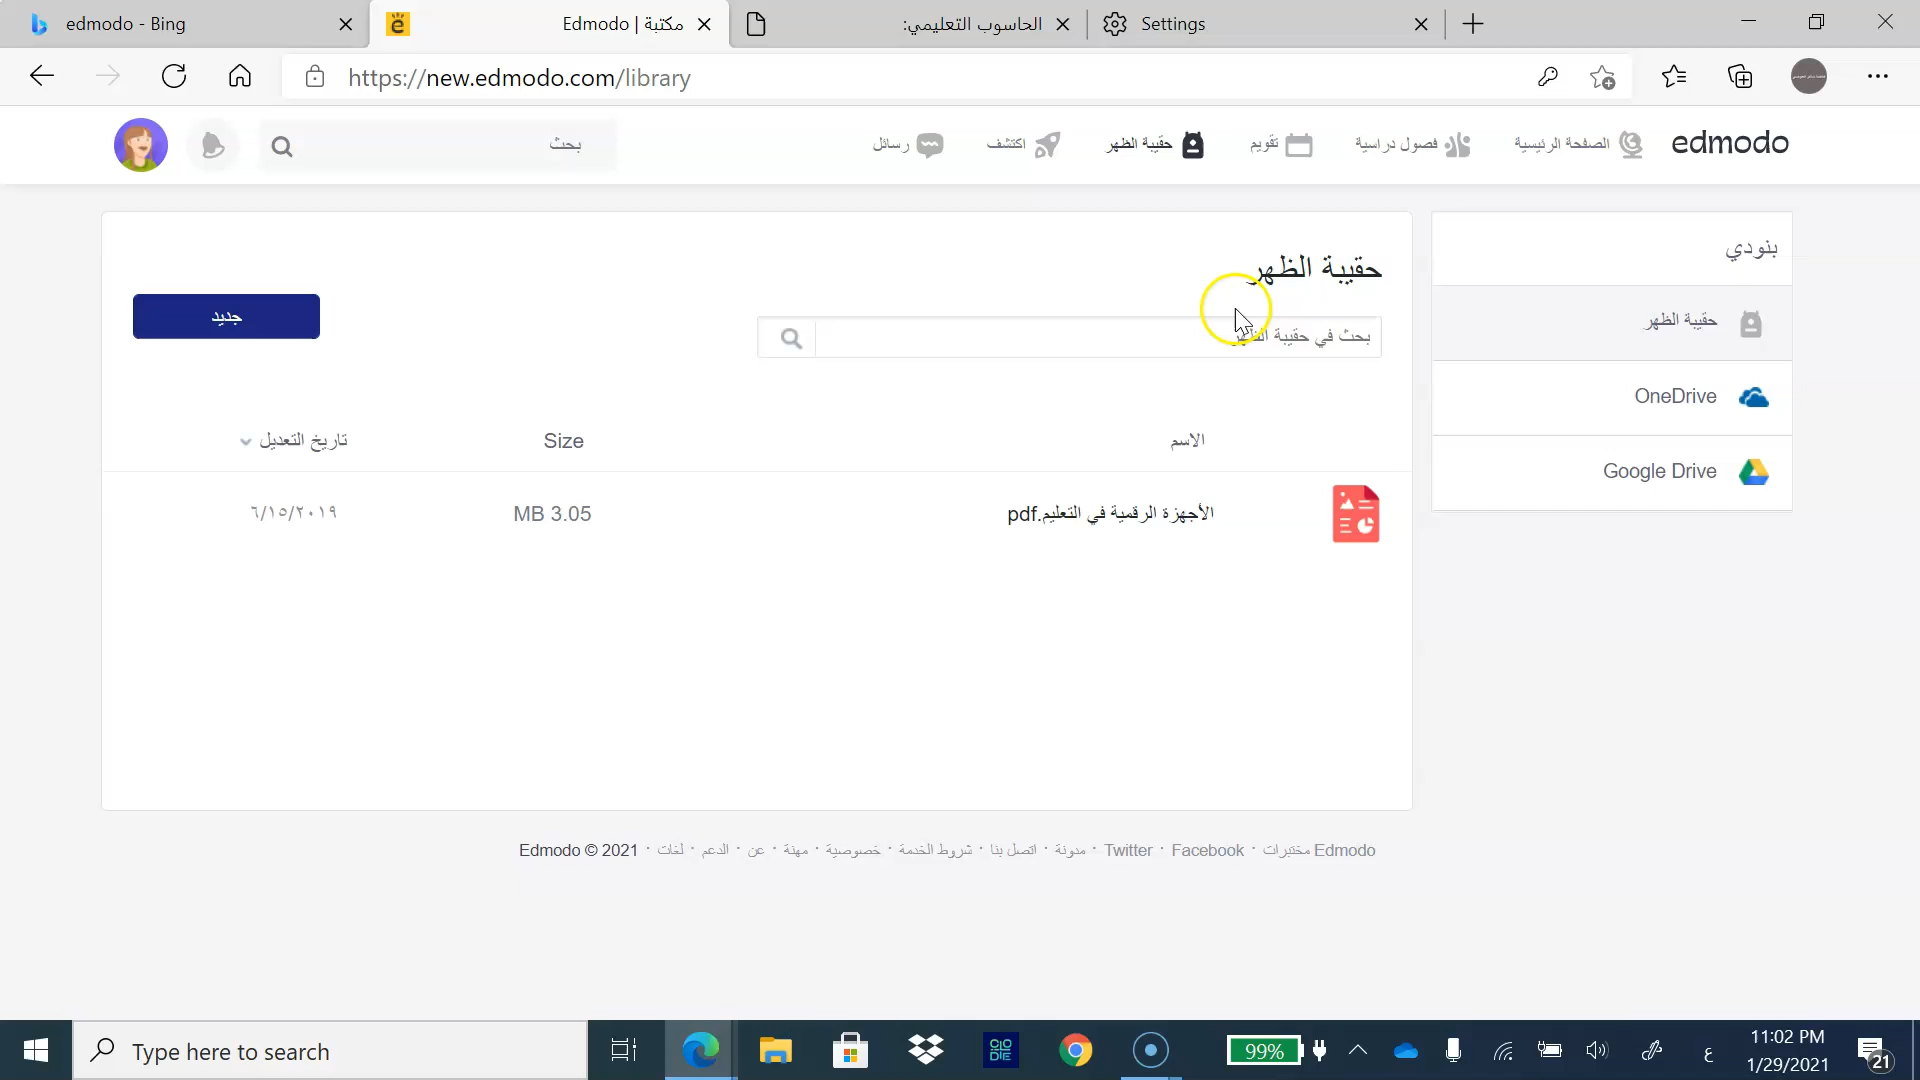 edmodo - Bing
Edmodo | مكتبة
الحاسوب التعليمي:
Settings
https://new.edmodo.com/library
edmodo
الصفحة الرئيسية
فصول دراسية
تقويم
حقيبة الظهر
اكتشف
رسائل
بحث
بنودي
حقيبة الظهر
OneDrive
Google Drive
حقيبة الظهر
جديد
بحث في حقيبة الظهر
الاسم Size تاريخ التعديل
الأجهزة الرقمية في التعليم.pdf MB 3.05 ٦/١٥/٢٠١٩
Edmodo مختبرات · Facebook · Twitter · مدونة · اتصل بنا · شروط الخدمة · خصوصية · مهنة · عن · الدعم · لغات · Edmodo © 2021
Type here to search
CLO
DIE
99%
ع
11:02 PM
1/29/2021
21